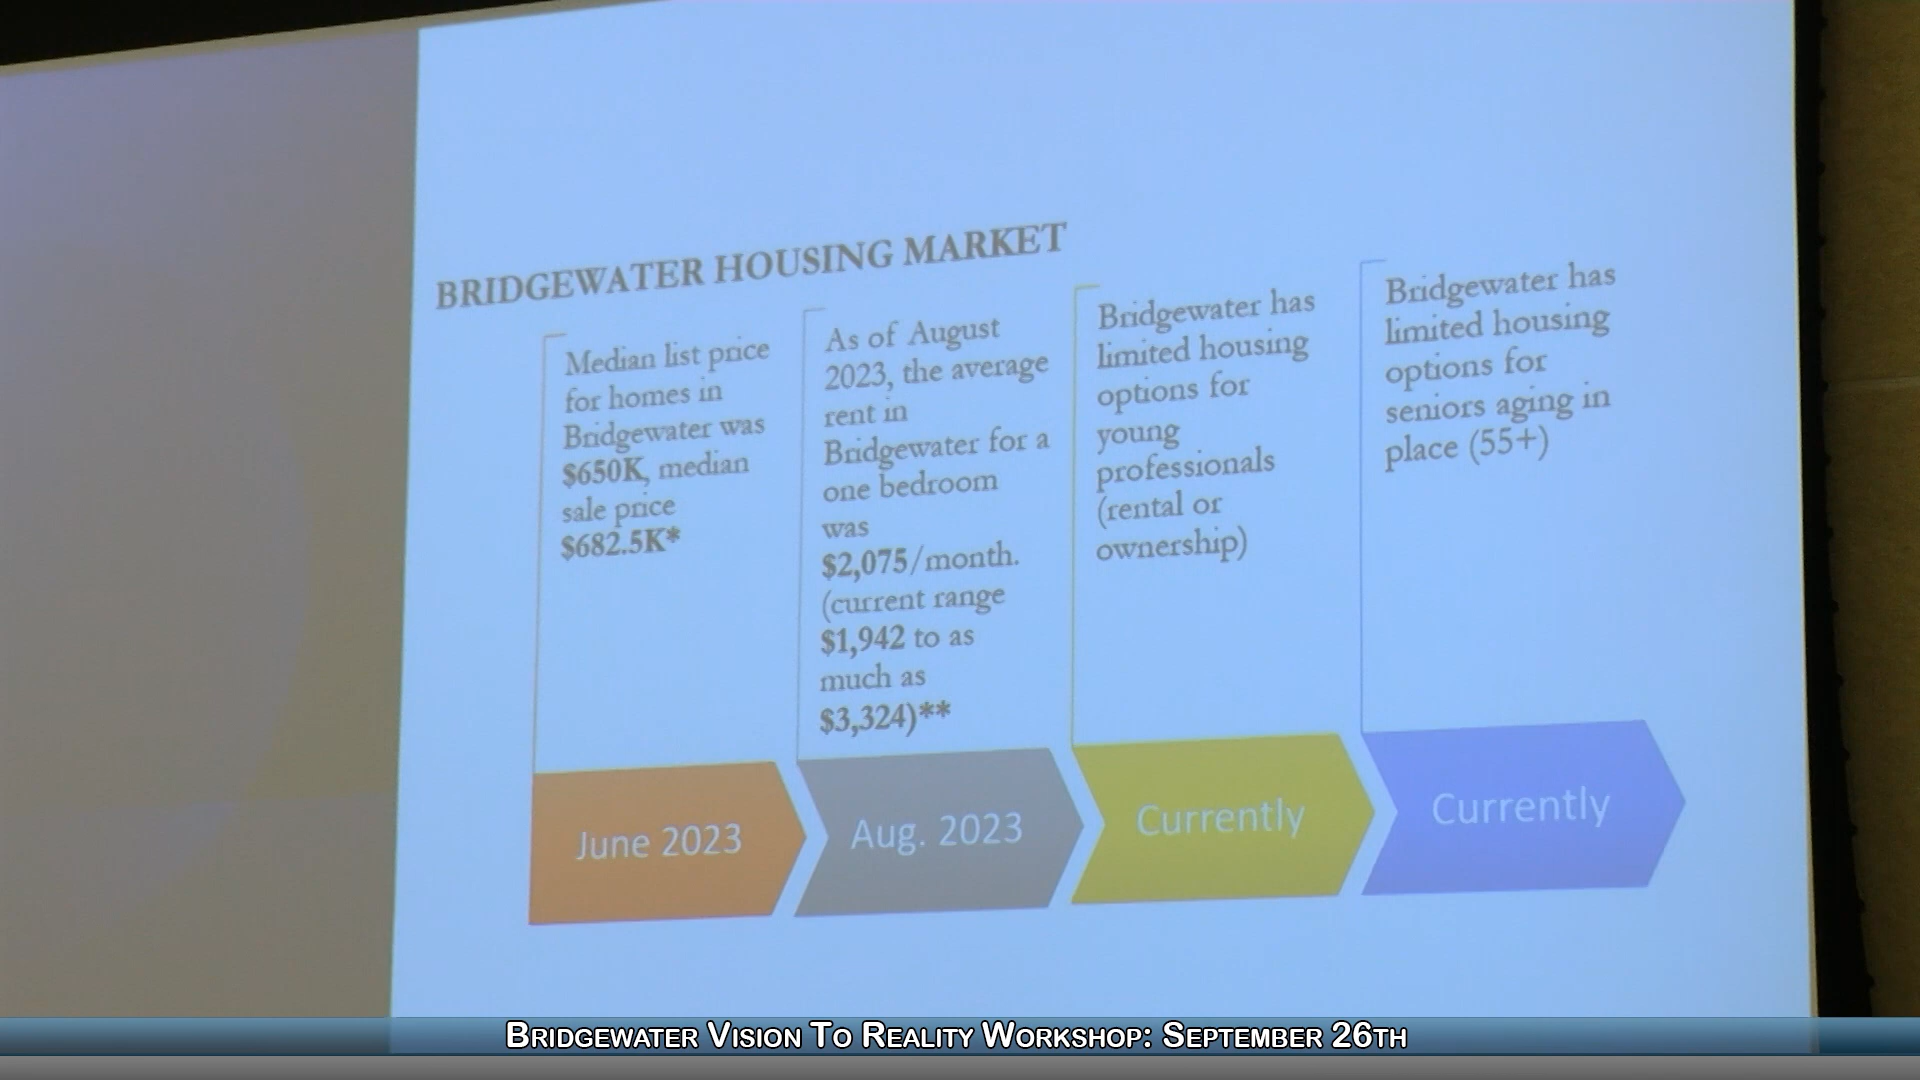 BRIDGEWATER HOUSING MARKET
Median list price
for homes in
Bridgewater was
$650K, median
sale price
$682.5K*
As of August
2023, the average
rent in
Bridgewater for a
one bedroom
was
$2,075/month.
(current range
$1,942 to as
much as
$3,324)**
Bridgewater has
limited housing
options for
young
professionals
(rental or
ownership)
Bridgewater has
limited housing
options for
seniors aging in
place (55+)
June 2023
Aug. 2023
Currently
Currently
Bridgewater Vision To Reality Workshop: September 26th